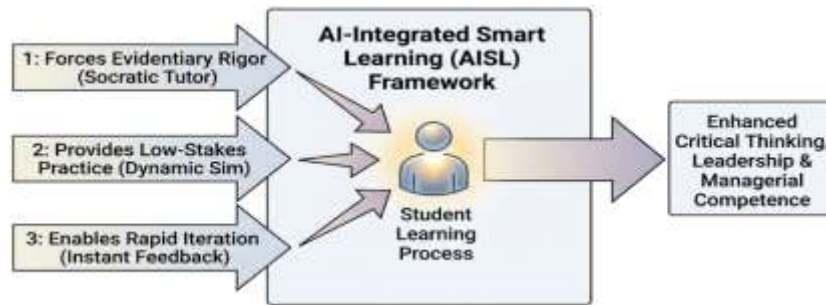 AI-Integrated Smart
Learning (AISL)
Framework
1: Forces Evidentiary Rigor
(Socratic Tutor)
2: Provides Low-Stakes
Practice (Dynamic Sim)
3: Enables Rapid Iteration
(Instant Feedback)
Student
Learning
Process
Enhanced
Critical Thinking,
Leadership &
Managerial
Competence